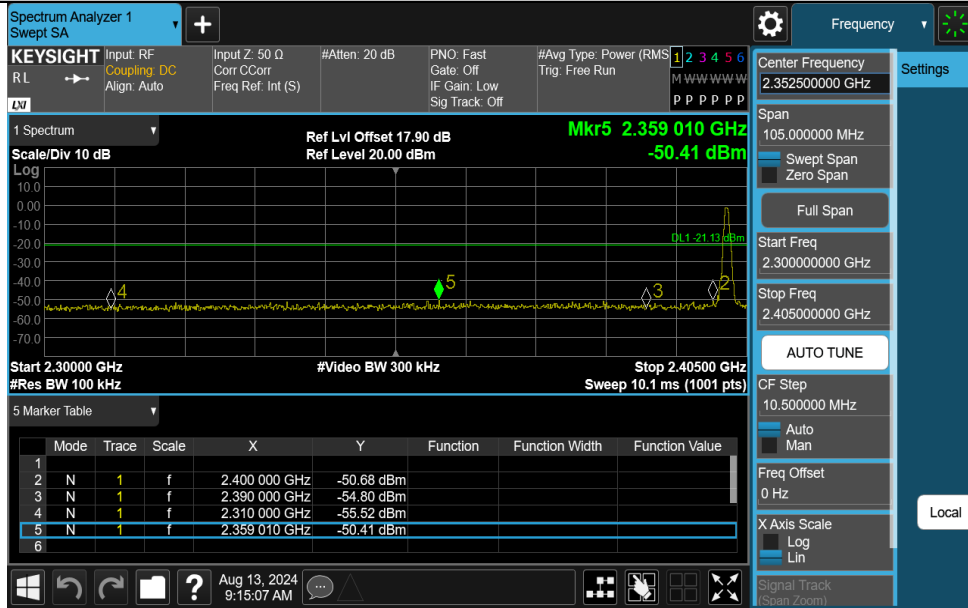 Spectrum Analyzer 1
Swept SA
Frequency
KEYSIGHT
R L
LXI
Input: RF
Coupling: DC
Align: Auto
Input Z: 50 Ω
Corr CCorr
Freq Ref: Int (S)
#Atten: 20 dB
PNO: Fast
Gate: Off
IF Gain: Low
Sig Track: Off
#Avg Type: Power (RMS
Trig: Free Run
1 2 3 4 5 6
M W W W W W
P P P P P P
1 Spectrum
Scale/Div 10 dB
Ref Lvl Offset 17.90 dB
Ref Level 20.00 dBm
Mkr5 2.359 010 GHz
-50.41 dBm
Log
10.0
0.00
-10.0
-20.0
-30.0
-40.0
-50.0
-60.0
-70.0
DL1 -21.13 dBm
4
5
3
2
Start 2.30000 GHz
#Video BW 300 kHz
Stop 2.40500 GHz
#Res BW 100 kHz
Sweep 10.1 ms (1001 pts)
5 Marker Table
Mode Trace Scale X Y Function Function Width Function Value
1
2 N 1 f 2.400 000 GHz -50.68 dBm
3 N 1 f 2.390 000 GHz -54.80 dBm
4 N 1 f 2.310 000 GHz -55.52 dBm
5 N 1 f 2.359 010 GHz -50.41 dBm
6
Aug 13, 2024
9:15:07 AM
Center Frequency
2.352500000 GHz
Span
105.000000 MHz
Swept Span
Zero Span
Full Span
Start Freq
2.300000000 GHz
Stop Freq
2.405000000 GHz
AUTO TUNE
CF Step
10.500000 MHz
Auto
Man
Freq Offset
0 Hz
X Axis Scale
Log
Lin
Signal Track
(Span Zoom)
Settings
Local